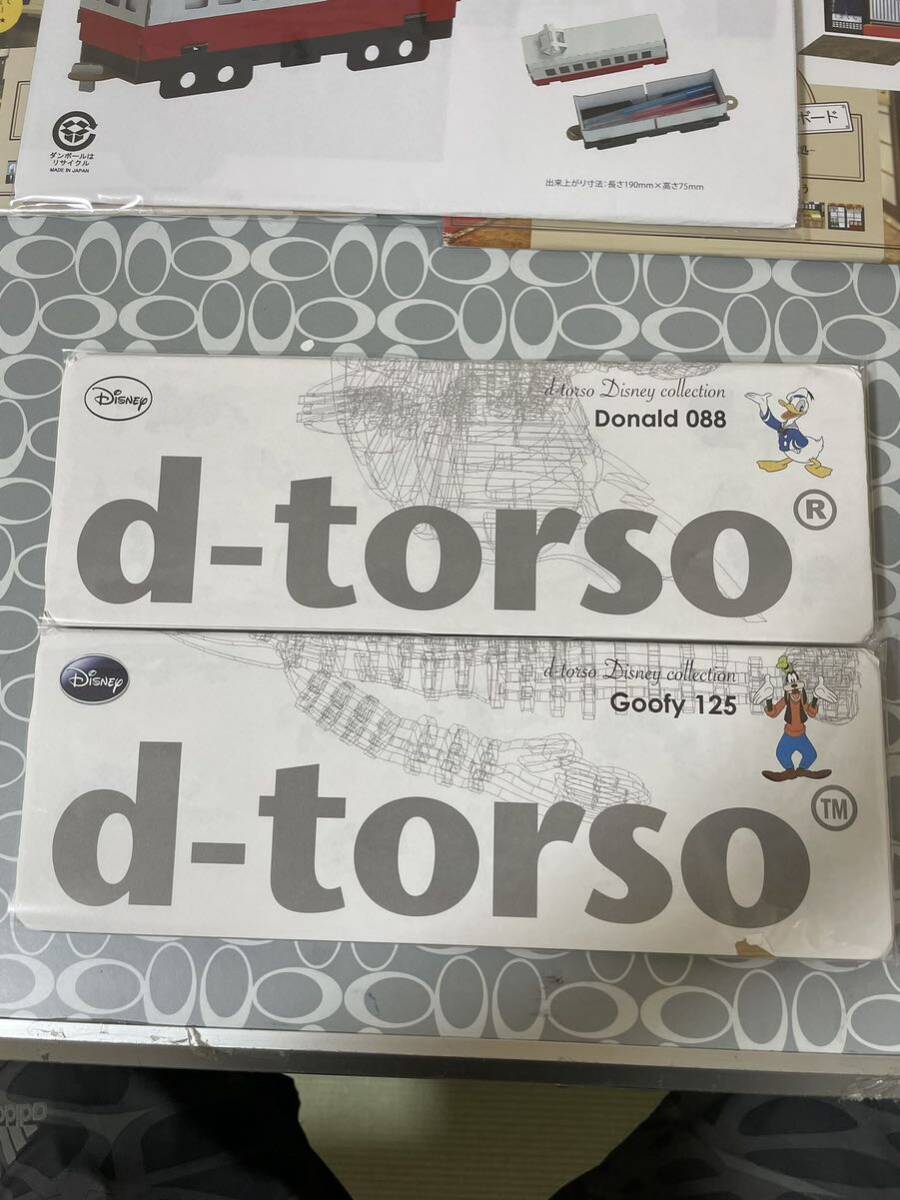 ダンボールは
リサイクル
MADE IN JAPAN
出来上がり寸法:長さ190mm×高さ75mm
ボード
Disney
d-torso Disney collection
Donald 088
d-torso®
Disney
d-torso Disney collection
Goofy 125
d-torso™
adidas